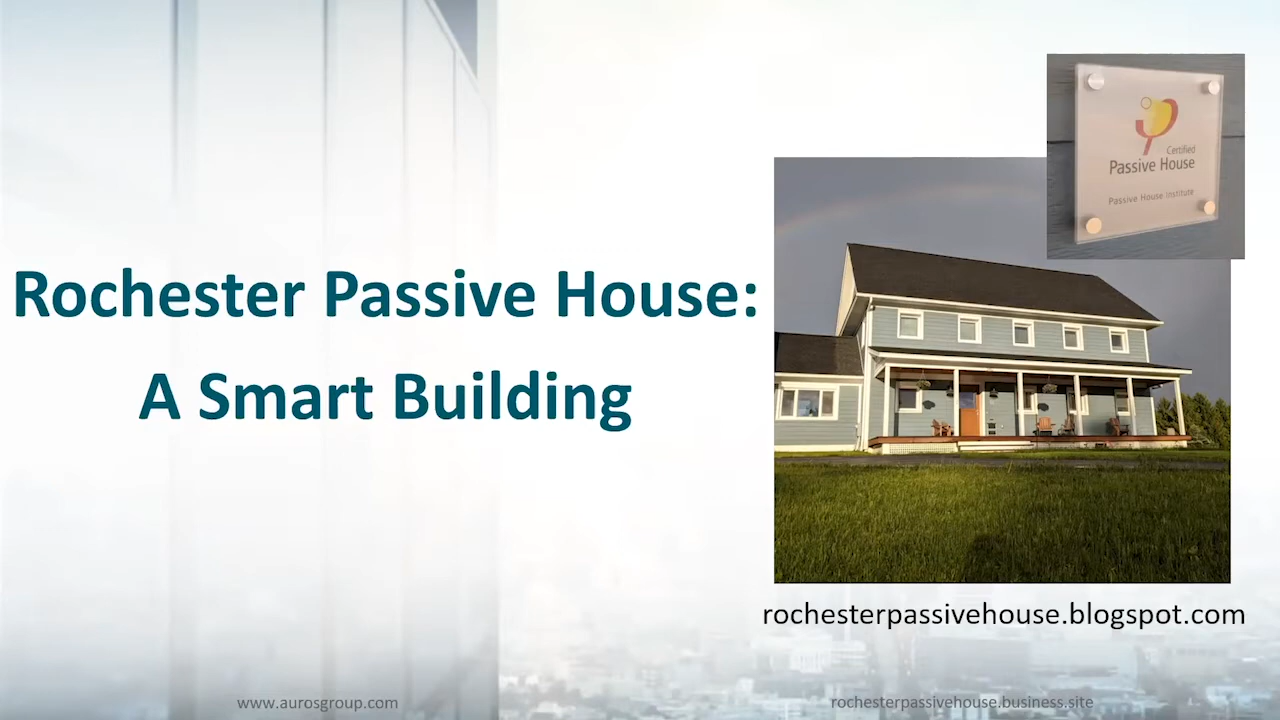 Certified
Passive House
Passive House Institute
Rochester Passive House:
A Smart Building
rochesterpassivehouse.blogspot.com
www.aurosgroup.com
rochesterpassivehouse.business.site